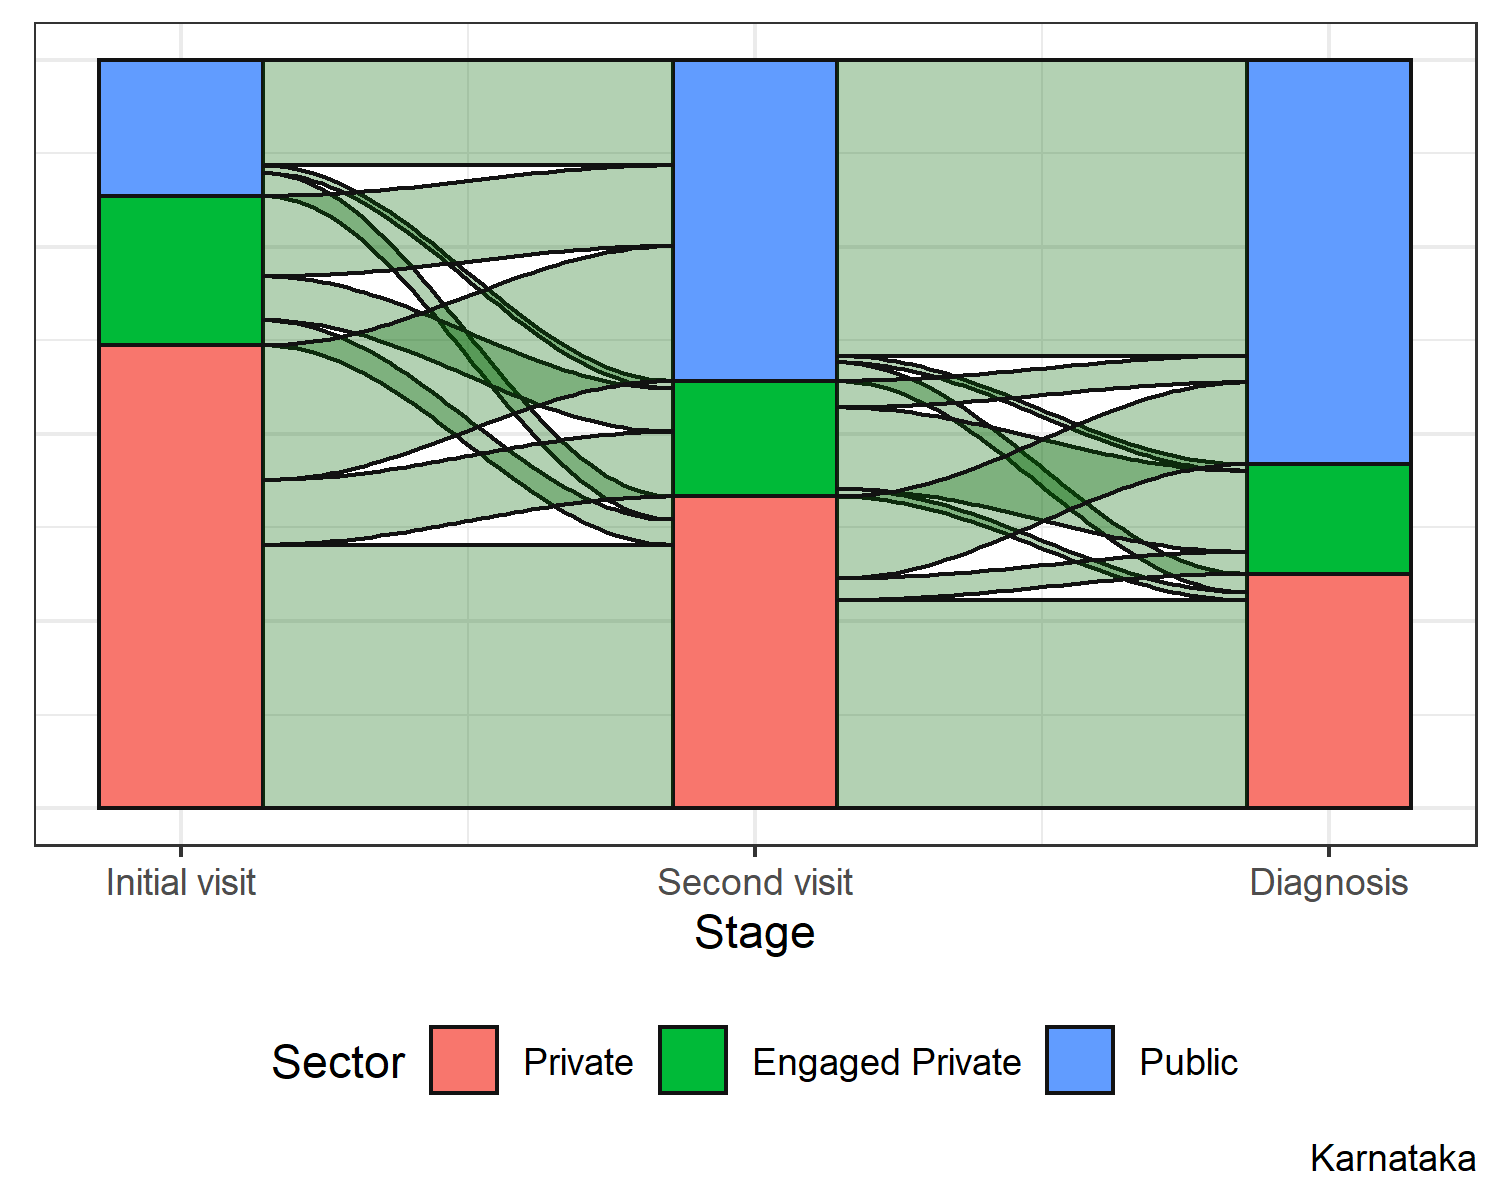 Initial visit Second visit Diagnosis
Stage
Sector Private Engaged Private Public
Karnataka